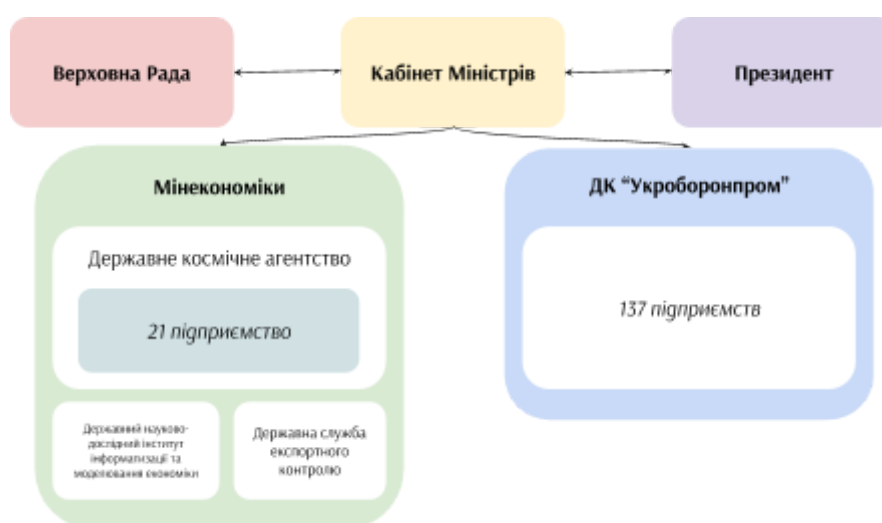 Верховна Рада
Кабінет Міністрів
Президент
Мінекономіки
ДК “Укроборонпром”
Державне космічне агентство
21 підприємство
137 підприємств
Державний науково-
дослідний інститут
інформатизації та
моделювання економіки
Державна служба
експортного
контролю